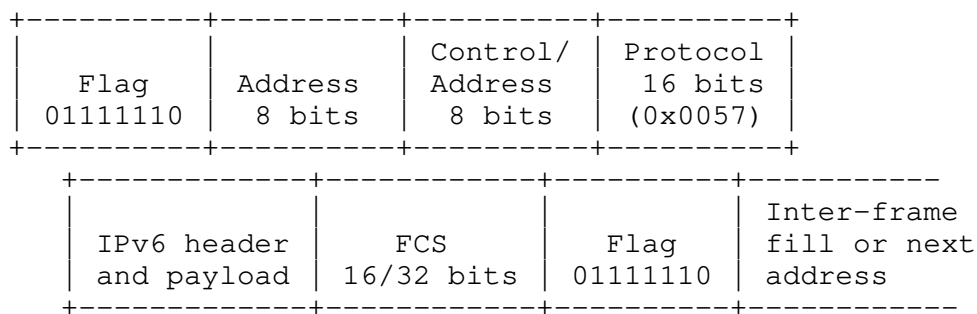 Control/ Protocol
Flag Address Address 16 bits
01111110 8 bits 8 bits (0x0057)
Inter-frame
IPv6 header FCS Flag fill or next
and payload 16/32 bits 01111110 address